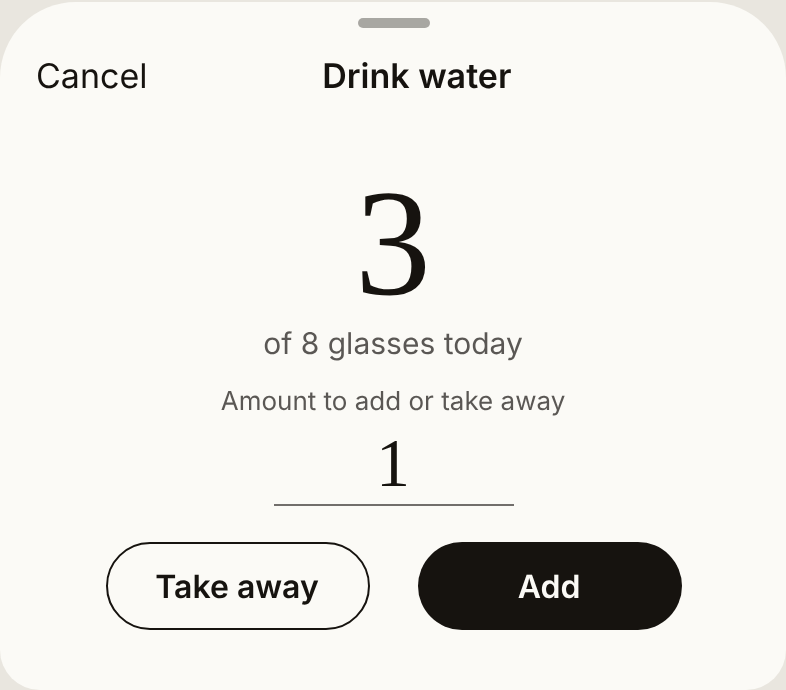 Cancel
Drink water
3
of 8 glasses today
Amount to add or take away
1
Take away
Add